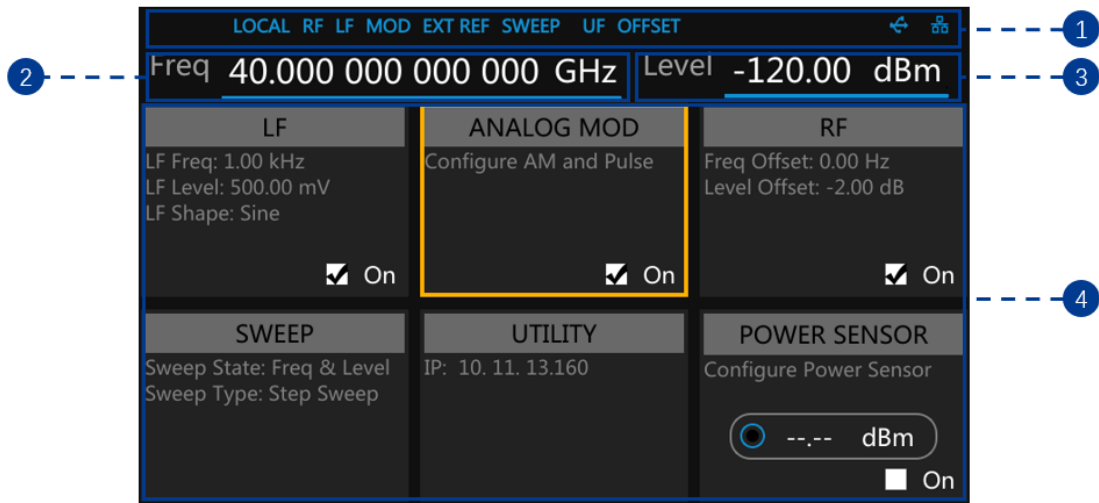 LOCAL RF LF MOD EXT REF SWEEP UF OFFSET
1
2
Freq 40.000 000 000 000 GHz
Level -120.00 dBm
3
LF
LF Freq: 1.00 kHz
LF Level: 500.00 mV
LF Shape: Sine
On
ANALOG MOD
Configure AM and Pulse
On
RF
Freq Offset: 0.00 Hz
Level Offset: -2.00 dB
On
4
SWEEP
Sweep State: Freq & Level
Sweep Type: Step Sweep
UTILITY
IP: 10. 11. 13.160
POWER SENSOR
Configure Power Sensor
--.-- dBm
On